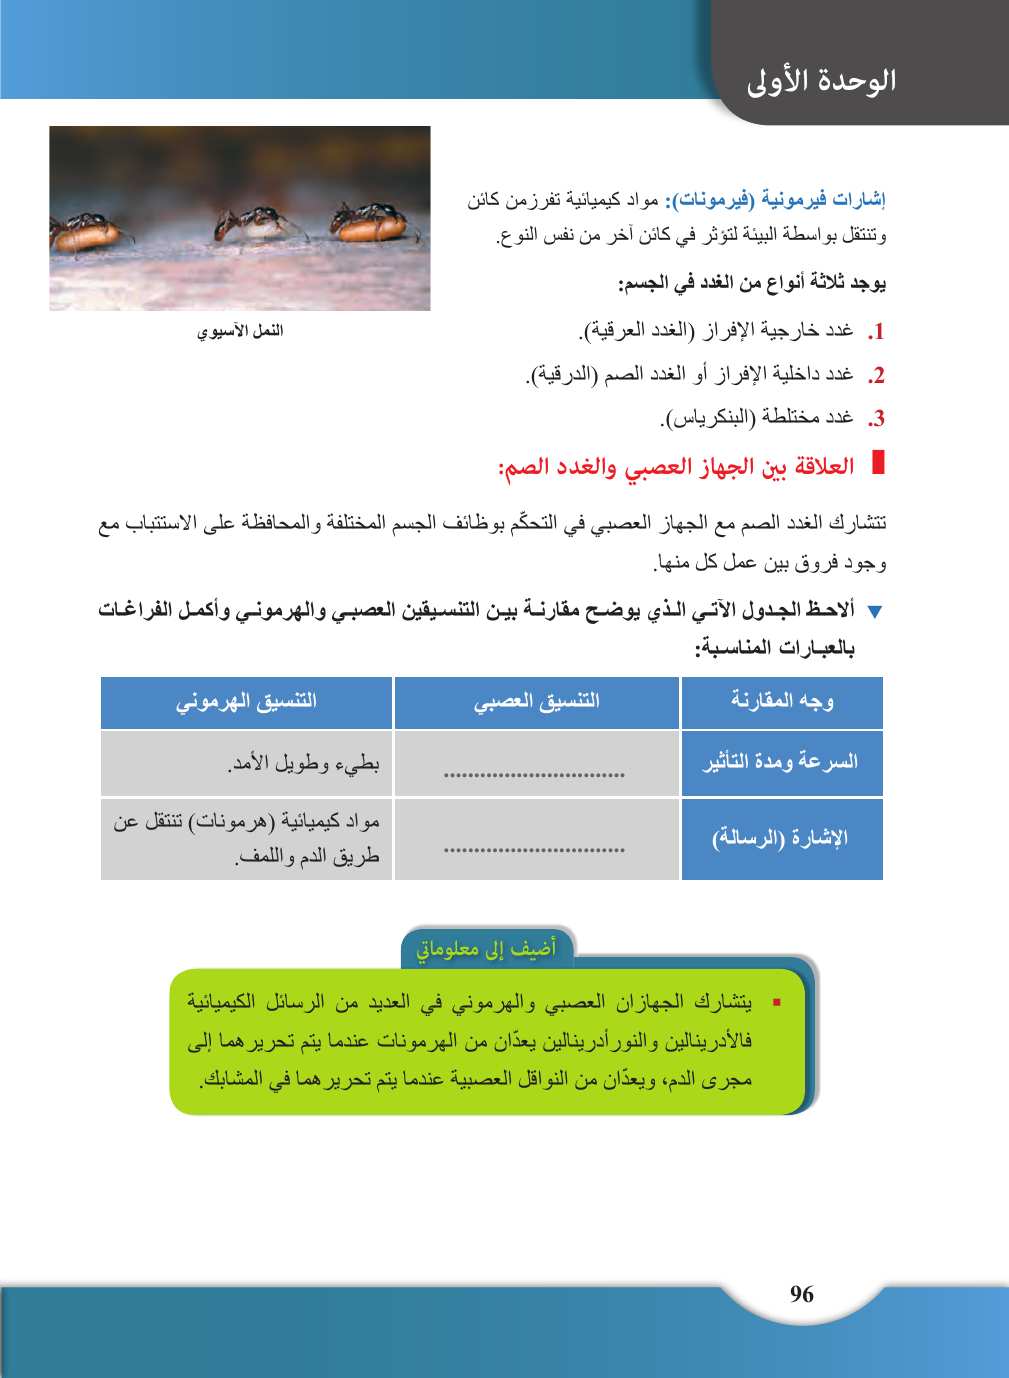 الوحدة الأولى
إشارات فيرمونية (فيرمونات): مواد كيميائية تفرزمن كائن
وتنتقل بواسطة البيئة لتؤثر في كائن آخر من نفس النوع.
النمل الآسيوي
يوجد ثلاثة أنواع من الغدد في الجسم:
1. غدد خارجية الإفراز (الغدد العرقية).
2. غدد داخلية الإفراز أو الغدد الصم (الدرقية).
3. غدد مختلطة (البنكرياس).
العلاقة بين الجهاز العصبي والغدد الصم:
تتشارك الغدد الصم مع الجهاز العصبي في التحكّم بوظائف الجسم المختلفة والمحافظة على الاستتباب مع
وجود فروق بين عمل كل منها.
ألاحظ الجدول الآتي الذي يوضح مقارنة بين التنسيقين العصبي والهرموني وأكمل الفراغات
بالعبارات المناسبة:
وجه المقارنة التنسيق العصبي التنسيق الهرموني
السرعة ومدة التأثير .............................. بطيء وطويل الأمد.
الإشارة (الرسالة) .............................. مواد كيميائية (هرمونات) تنتقل عن
طريق الدم واللمف.
أضيف إلى معلوماتي
▪ يتشارك الجهازان العصبي والهرموني في العديد من الرسائل الكيميائية
فالأدرينالين والنورأدرينالين يعدّان من الهرمونات عندما يتم تحريرهما إلى
مجرى الدم، ويعدّان من النواقل العصبية عندما يتم تحريرهما في المشابك.
96